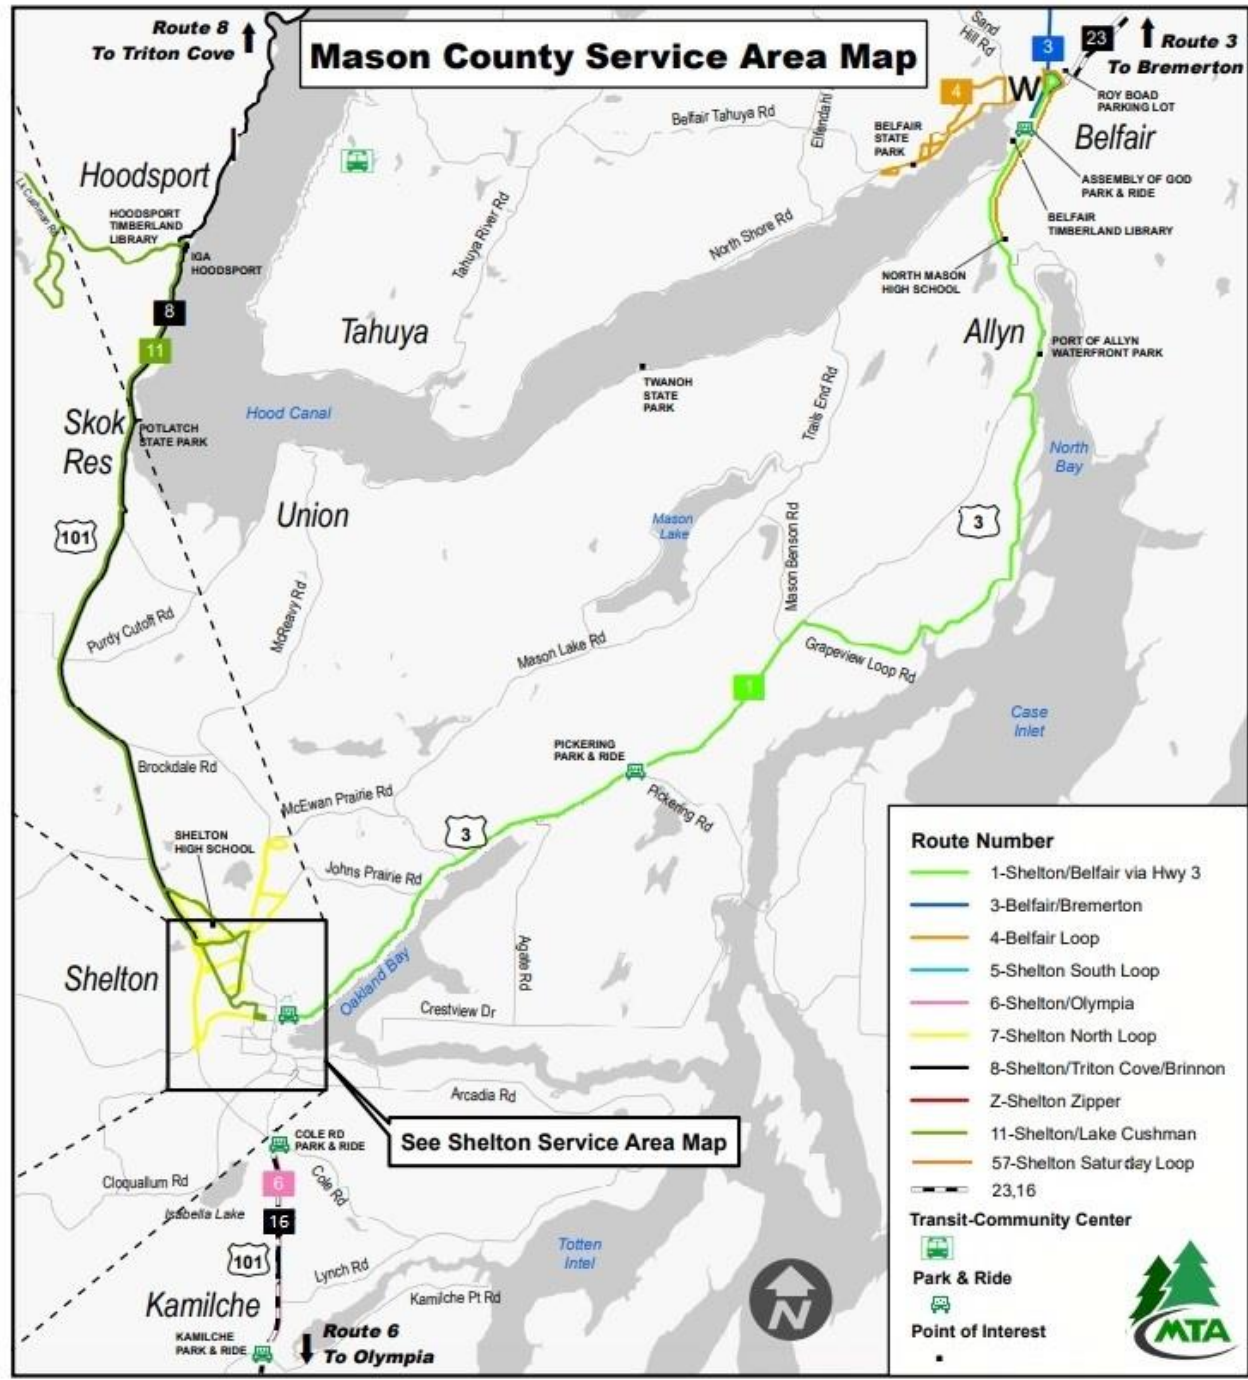 Mason County Service Area Map
Route 8
To Triton Cove
Sand
Hill Rd
3
23
Route 3
To Bremerton
4
W
ROY BOAD
PARKING LOT
Belfair Tahuya Rd
Elfendahl
BELFAIR
STATE
PARK
Belfair
Hoodsport
ASSEMBLY OF GOD
PARK & RIDE
Lk Cushman Rd
HOODSPORT
TIMBERLAND
LIBRARY
Tahuya River Rd
North Shore Rd
BELFAIR
TIMBERLAND LIBRARY
IGA
HOODSPORT
NORTH MASON
HIGH SCHOOL
8
Tahuya
Allyn
11
PORT OF ALLYN
WATERFRONT PARK
TWANOH
STATE
PARK
Trails End Rd
Hood Canal
Skok
Res
POTLATCH
STATE PARK
North
Bay
Union
Mason
Lake
Mason Benson Rd
3
101
McReavy Rd
Purdy Cutoff Rd
Mason Lake Rd
Grapeview Loop Rd
1
Case
Inlet
PICKERING
PARK & RIDE
Brockdale Rd
McEwan Prairie Rd
Pickering Rd
3
SHELTON
HIGH SCHOOL
Johns Prairie Rd
Shelton
Oakland Bay
Agate Rd
Crestview Dr
Arcadia Rd
See Shelton Service Area Map
COLE RD
PARK & RIDE
Cloquallum Rd
6
Cole Rd
Isabella Lake
16
101
Lynch Rd
Totten
Intel
Kamilche
Kamilche Pt Rd
KAMILCHE
PARK & RIDE
Route 6
To Olympia
N
Route Number
1-Shelton/Belfair via Hwy 3
3-Belfair/Bremerton
4-Belfair Loop
5-Shelton South Loop
6-Shelton/Olympia
7-Shelton North Loop
8-Shelton/Triton Cove/Brinnon
Z-Shelton Zipper
11-Shelton/Lake Cushman
57-Shelton Saturday Loop
23,16
Transit-Community Center
Park & Ride
Point of Interest
MTA